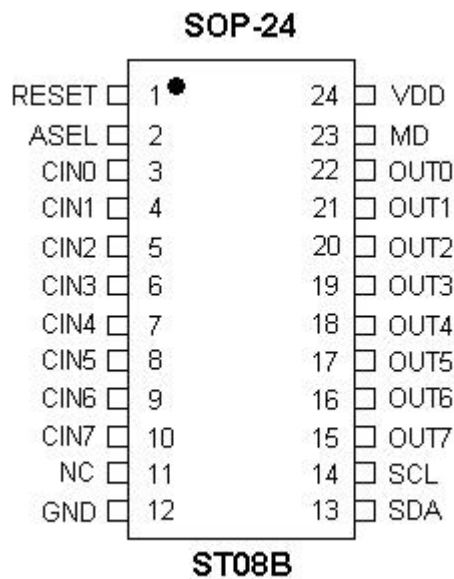 SOP-24
RESET 1 24 VDD
ASEL 2 23 MD
CIN0 3 22 OUT0
CIN1 4 21 OUT1
CIN2 5 20 OUT2
CIN3 6 19 OUT3
CIN4 7 18 OUT4
CIN5 8 17 OUT5
CIN6 9 16 OUT6
CIN7 10 15 OUT7
NC 11 14 SCL
GND 12 13 SDA
ST08B